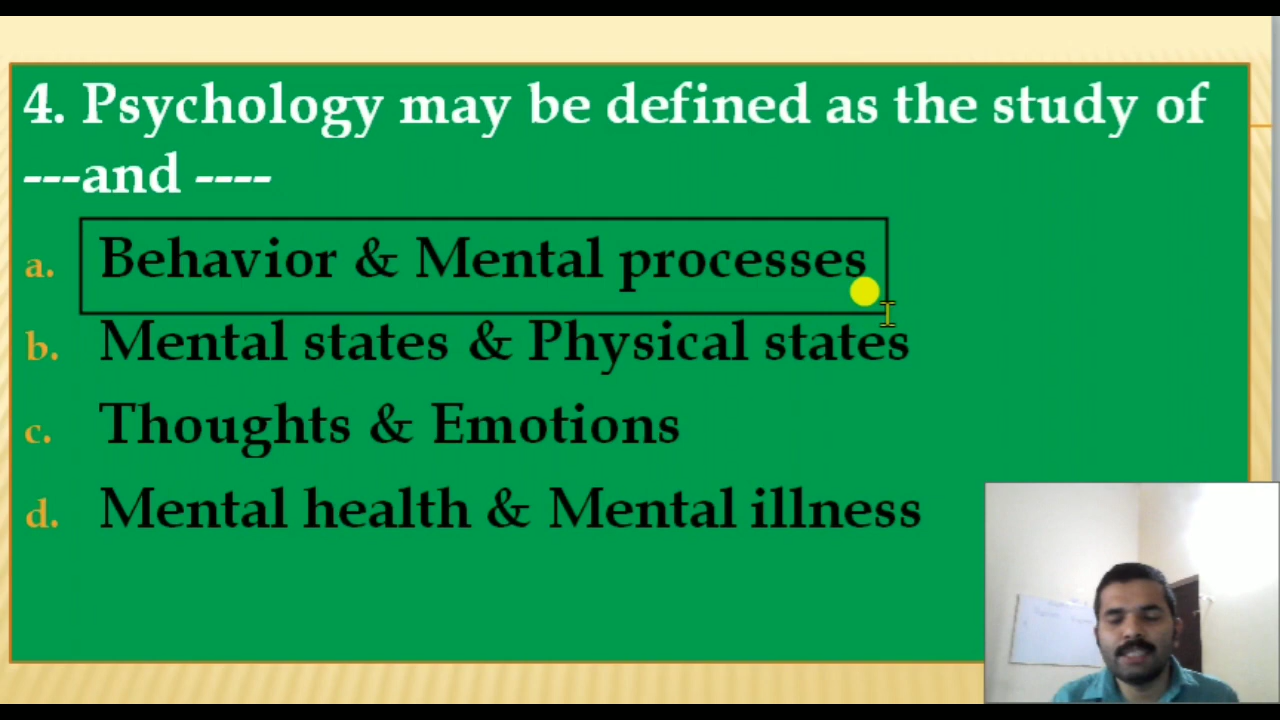 4. Psychology may be defined as the study of
---and ----
a. Behavior & Mental processes
b. Mental states & Physical states
c. Thoughts & Emotions
d. Mental health & Mental illness